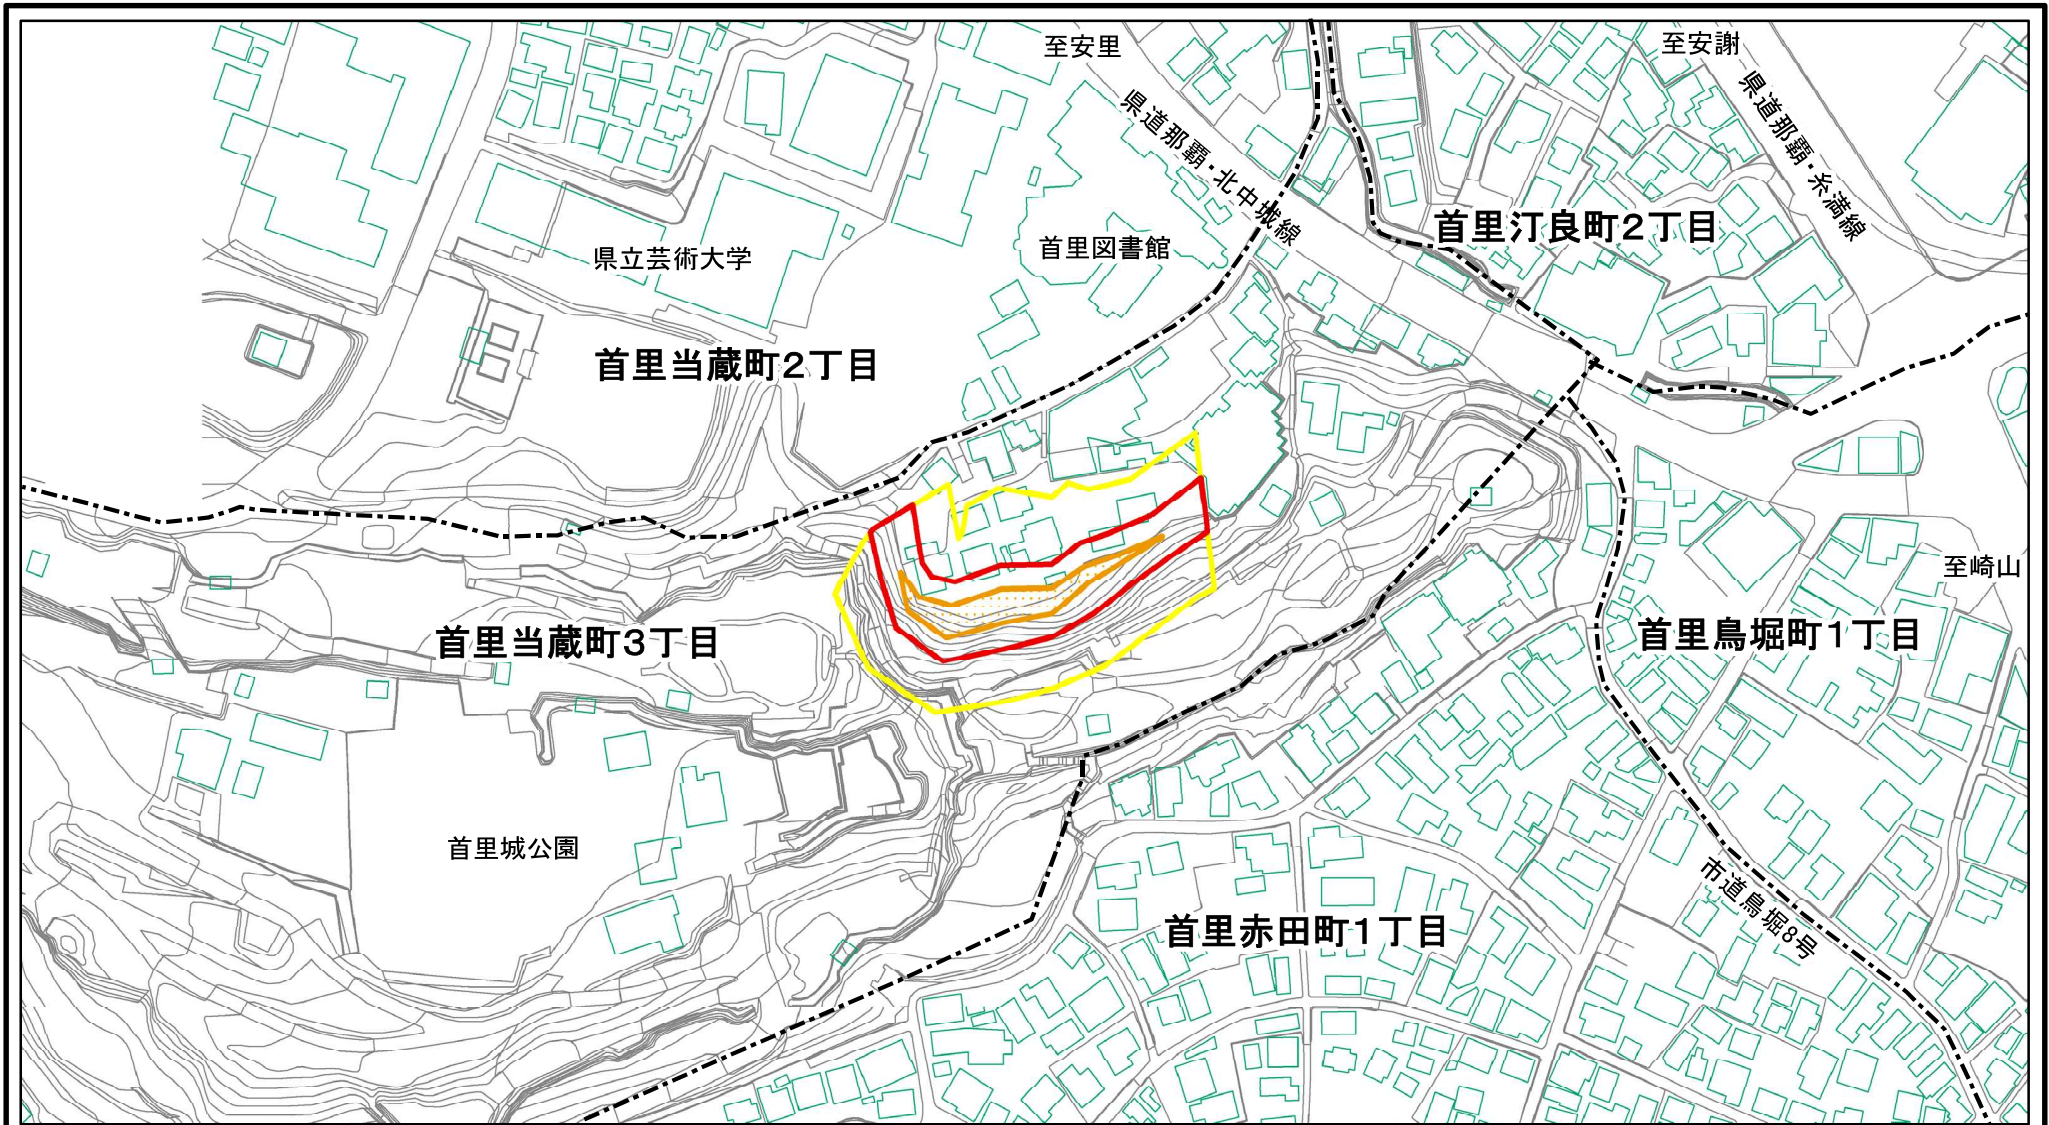 至安里
至安謝
県道那覇・北中城線
県道那覇・糸満線
首里汀良町2丁目
県立芸術大学
首里図書館
首里当蔵町2丁目
至崎山
首里当蔵町3丁目
首里鳥堀町1丁目
首里城公園
市道鳥堀8号
首里赤田町1丁目